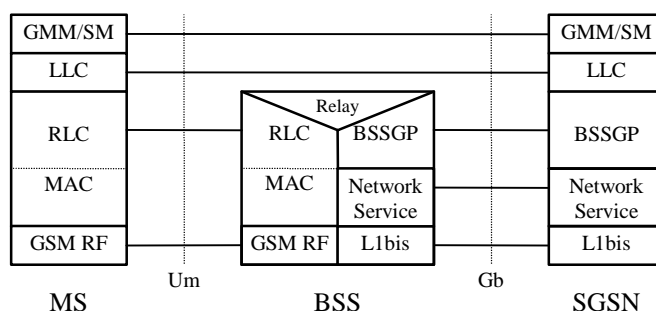 GMM/SM
GMM/SM
LLC
LLC
Relay
RLC
RLC
BSSGP
BSSGP
MAC
MAC
Network
Service
Network
Service
GSM RF
GSM RF
L1bis
L1bis
Um
Gb
MS
BSS
SGSN